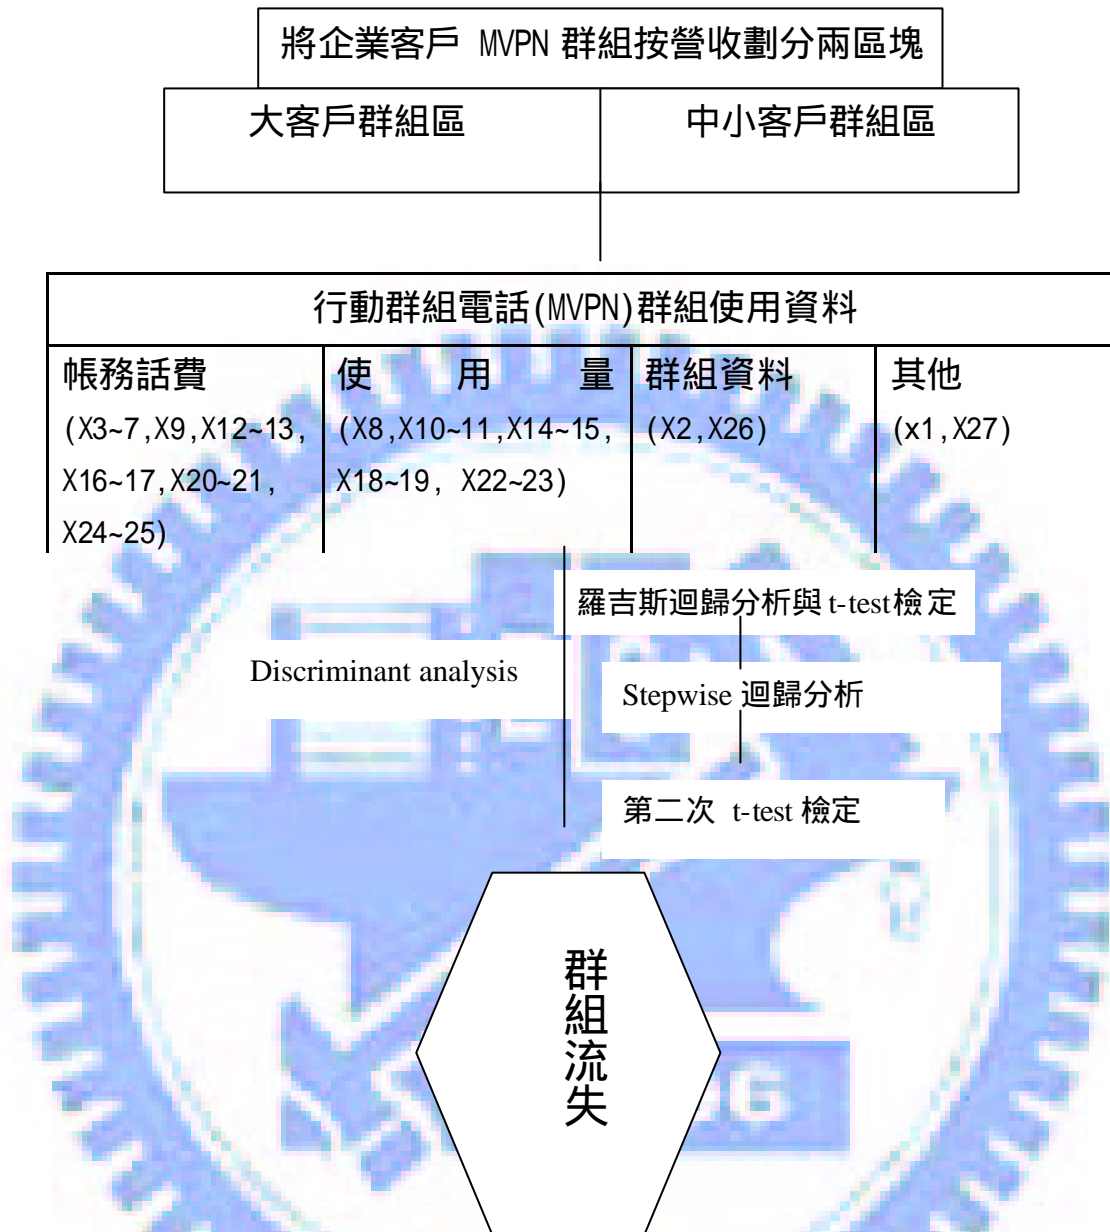 將企業客戶 MVPN 群組按營收劃分兩區塊
大客戶群組區
中小客戶群組區
行動群組電話(MVPN)群組使用資料
帳務話費
(X3~7,X9,X12~13,
X16~17,X20~21,
X24~25)
使用量
(X8,X10~11,X14~15,
X18~19, X22~23)
群組資料
(X2,X26)
其他
(x1,X27)
羅吉斯迴歸分析與 t-test 檢定
Discriminant analysis
Stepwise 迴歸分析
第二次 t-test 檢定
群組流失